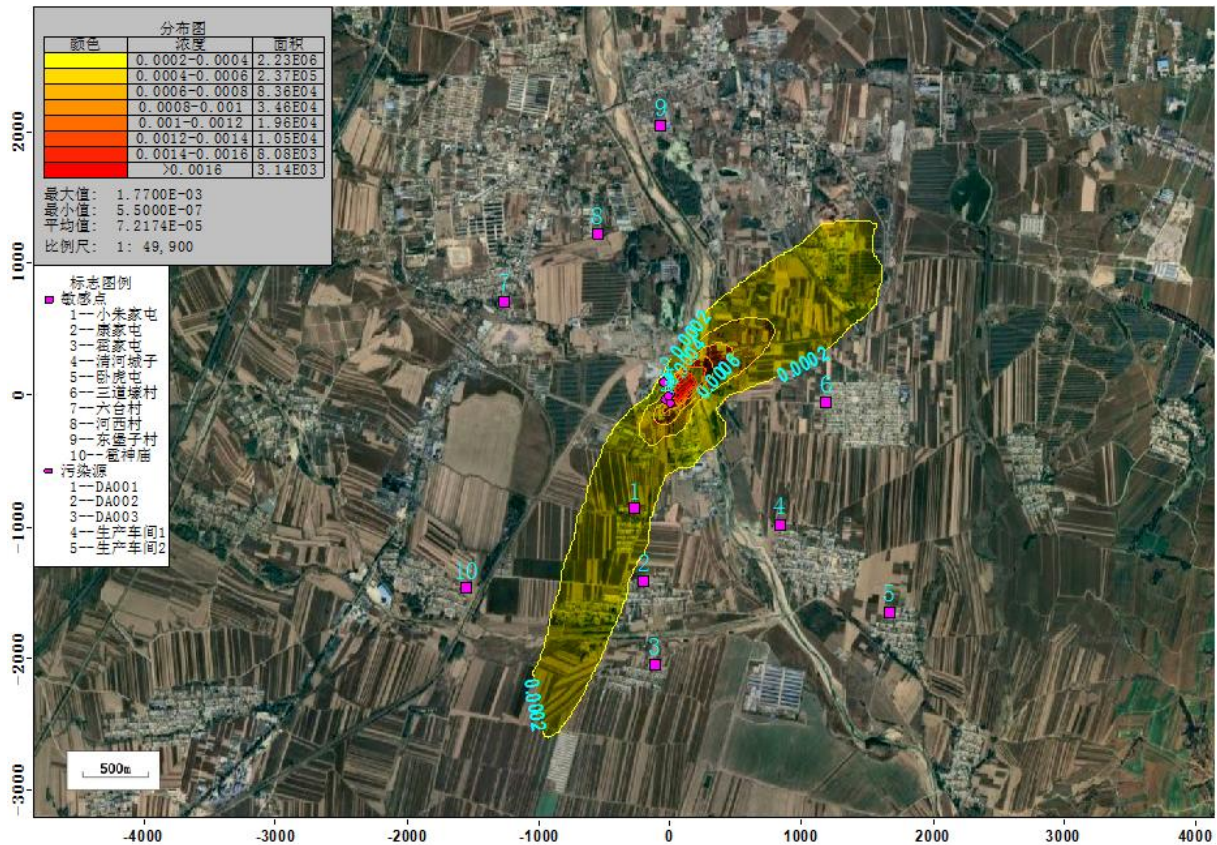 分布图
颜色 浓度 面积
0.0002-0.0004 2.23E06
0.0004-0.0006 2.37E05
0.0006-0.0008 8.36E04
0.0008-0.001 3.46E04
0.001-0.0012 1.96E04
0.0012-0.0014 1.05E04
0.0014-0.0016 8.08E03
>0.0016 3.14E03
最大值: 1.7700E-03
最小值: 5.5000E-07
平均值: 7.2174E-05
比例尺: 1: 49,900
标志图例
敏感点
1--小朱家屯
2--康家屯
3--雷家屯
4--清河城子
5--卧虎屯
6--三道壕村
7--六台村
8--河西村
9--东堡子村
10--雹神庙
污染源
1--DA001
2--DA002
3--DA003
4--生产车间1
5--生产车间2
9
8
7
0.0002
0.0006
0.0002
6
1
4
2
10
5
3
0.0002
500m
2000
1000
0
-1000
-2000
-3000
-4000 -3000 -2000 -1000 0 1000 2000 3000 4000